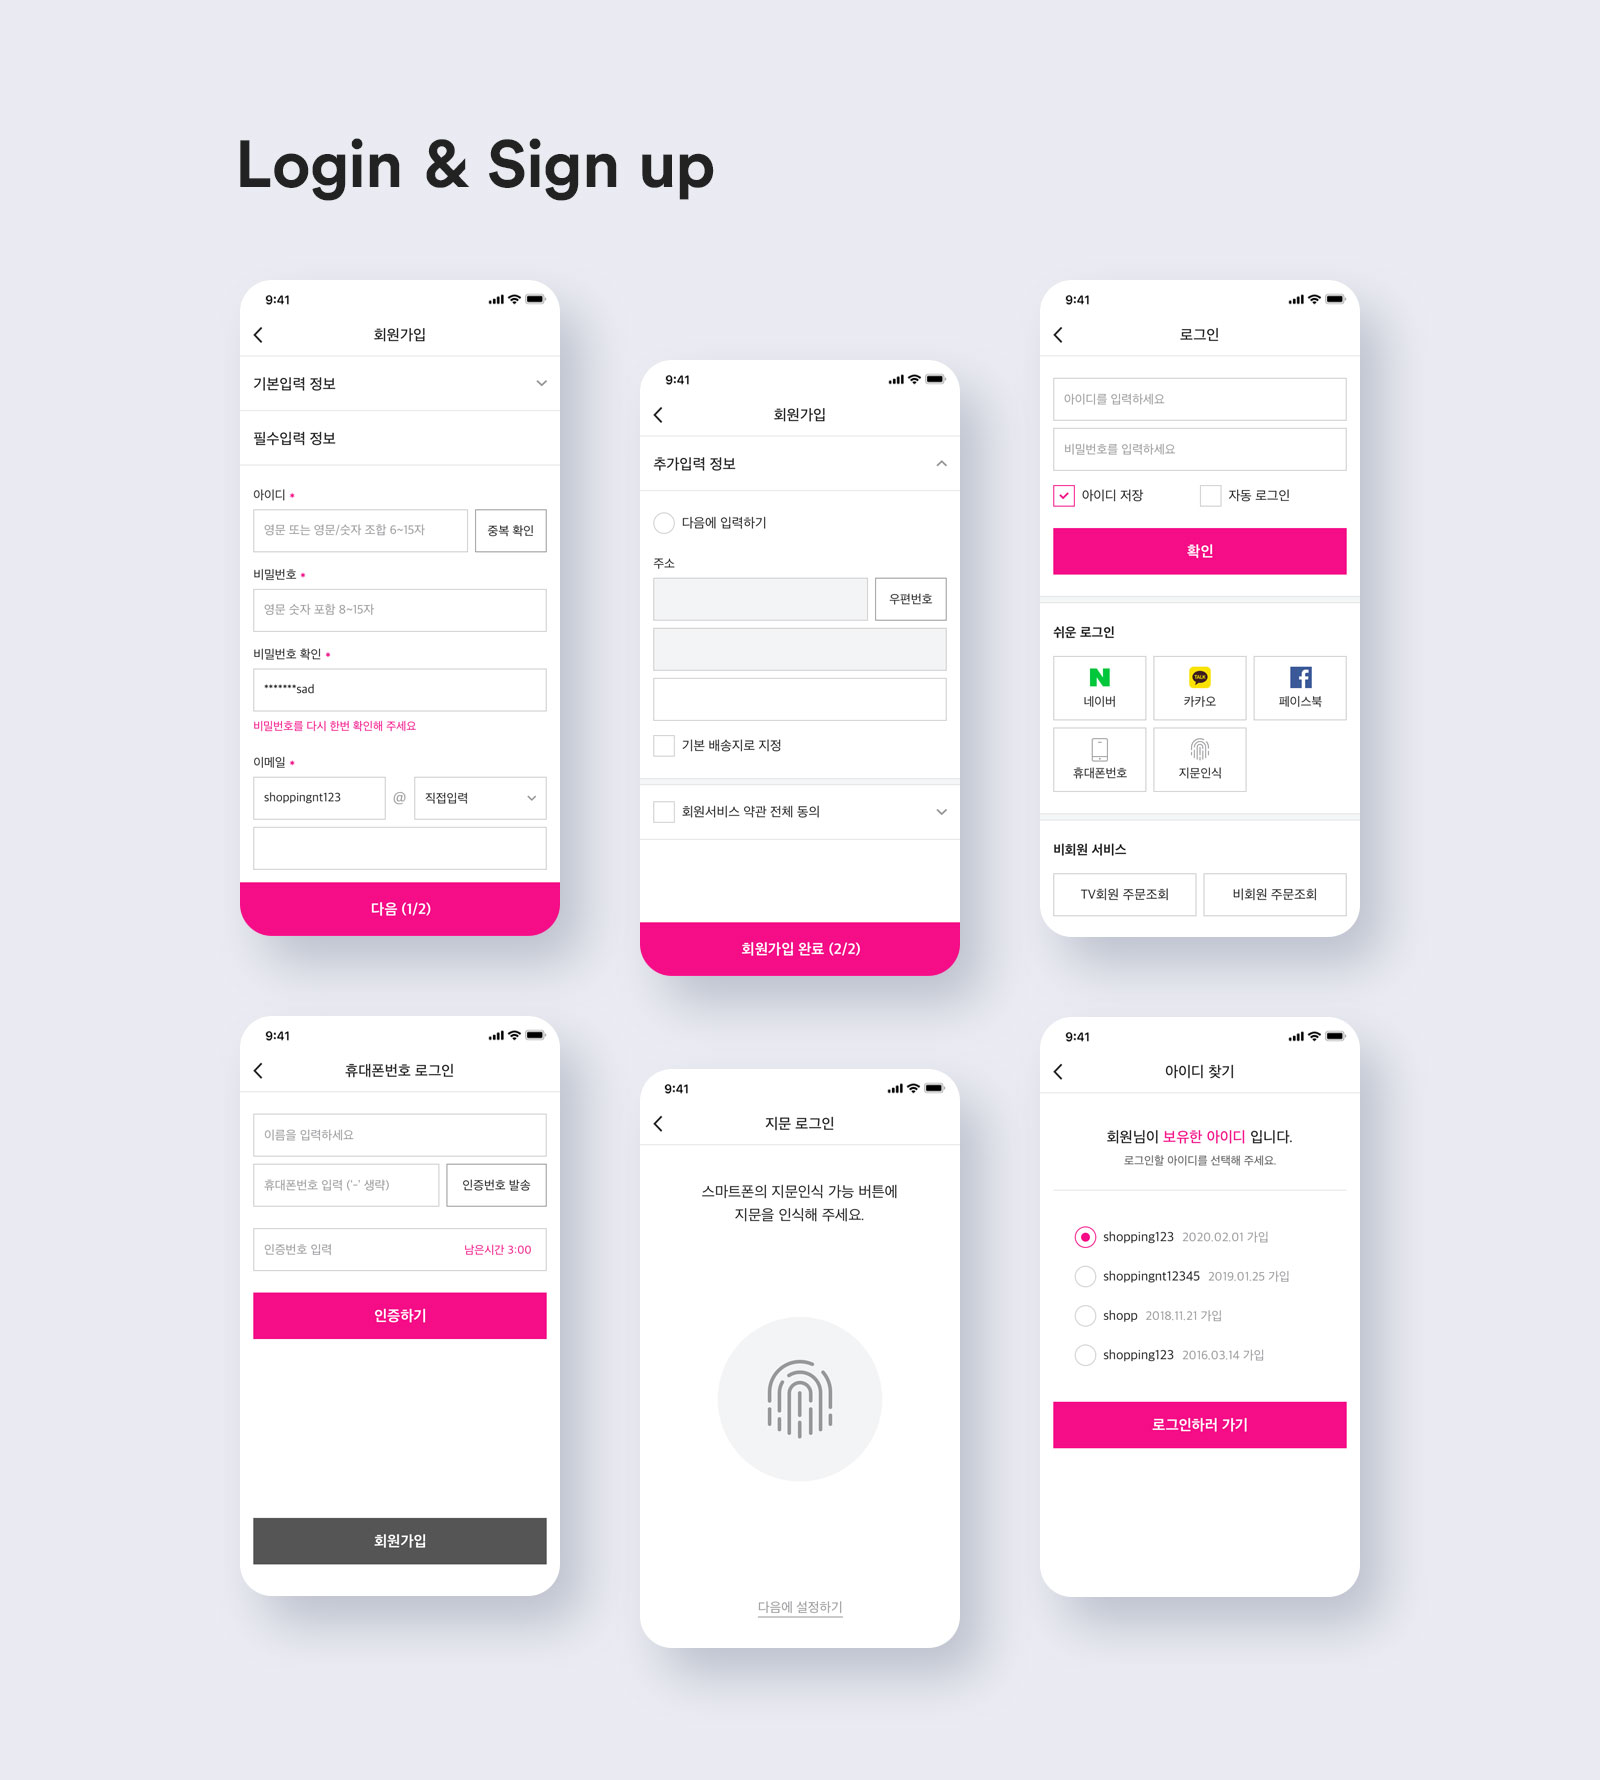 Login & Sign up
9:41
회원가입
기본입력 정보
필수입력 정보
아이디 *
영문 또는 영문/숫자 조합 6~15자
중복 확인
비밀번호 *
영문 숫자 포함 8~15자
비밀번호 확인 *
*******sad
비밀번호를 다시 한번 확인해 주세요
이메일 *
shoppingnt123 @ 직접입력
다음 (1/2)
9:41
회원가입
추가입력 정보
다음에 입력하기
주소
우편번호
기본 배송지로 지정
회원서비스 약관 전체 동의
회원가입 완료 (2/2)
9:41
로그인
아이디를 입력하세요
비밀번호를 입력하세요
아이디 저장
자동 로그인
확인
쉬운 로그인
N
네이버
TALK
카카오
f
페이스북
휴대폰번호
지문인식
비회원 서비스
TV회원 주문조회
비회원 주문조회
9:41
휴대폰번호 로그인
이름을 입력하세요
휴대폰번호 입력 ('-' 생략)
인증번호 발송
인증번호 입력
남은시간 3:00
인증하기
회원가입
9:41
지문 로그인
스마트폰의 지문인식 가능 버튼에
지문을 인식해 주세요.
다음에 설정하기
9:41
아이디 찾기
회원님이 보유한 아이디 입니다.
로그인할 아이디를 선택해 주세요.
shopping123 2020.02.01 가입
shoppingnt12345 2019.01.25 가입
shopp 2018.11.21 가입
shopping123 2016.03.14 가입
로그인하러 가기